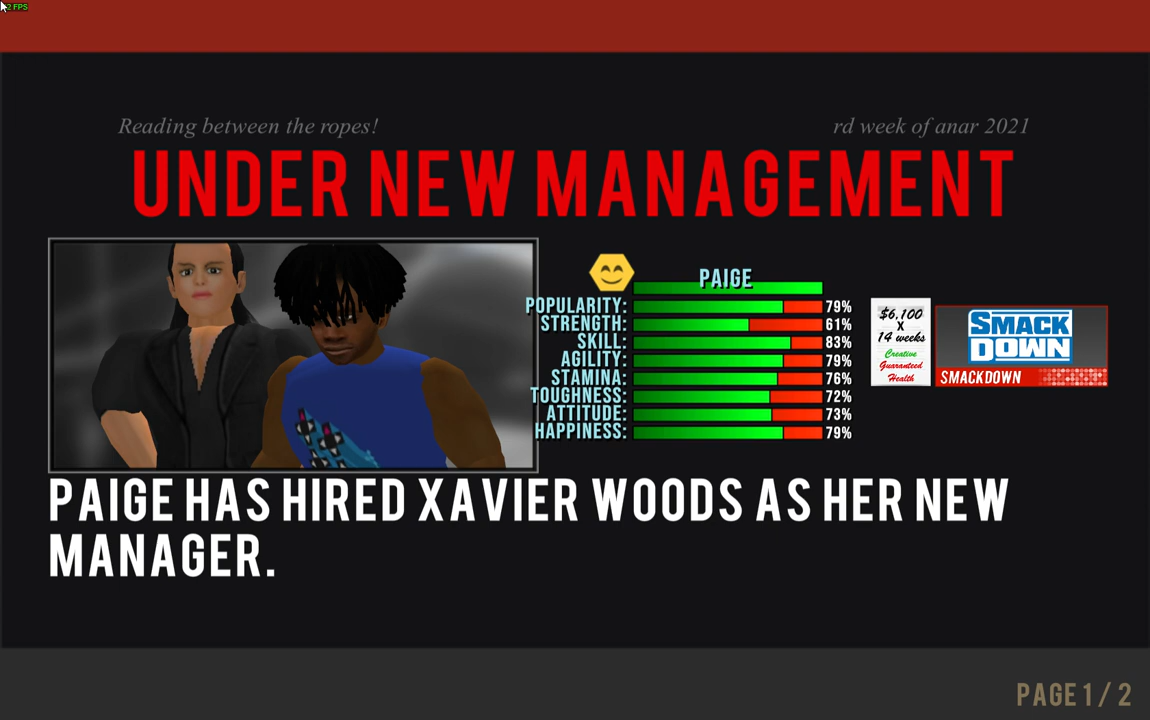 2 FPS
Reading between the ropes!
rd week of anar 2021
UNDER NEW MANAGEMENT
PAIGE
POPULARITY: 79%
STRENGTH: 61%
SKILL: 83%
AGILITY: 79%
STAMINA: 76%
TOUGHNESS: 72%
ATTITUDE: 73%
HAPPINESS: 79%
$6,100
X
14 weeks
Creative
Guaranteed
Health
SMACK
DOWN
SMACKDOWN
PAIGE HAS HIRED XAVIER WOODS AS HER NEW
MANAGER.
PAGE 1 / 2